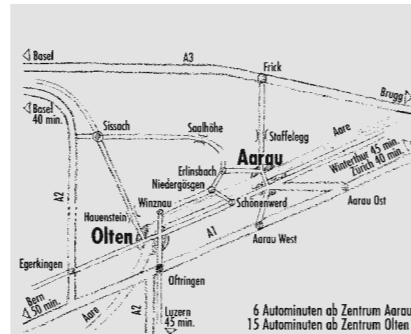 Basel
A3
Frick
Brugg
Basel
40 min.
Sissach
Saalhöhe
Staffelegg
Aare
Aarau
Winterthur 45 min.
Zürich 40 min.
Erlinsbach
Niedergösgen
A2
Winznau
Schönenwerd
Aarau Ost
Hauenstein
Olten
A1
Aarau West
Egerkingen
Oftringen
Bern
50 min.
Aare
A2
Luzern
45 min.
6 Autominuten ab Zentrum Aarau
15 Autominuten ab Zentrum Olten